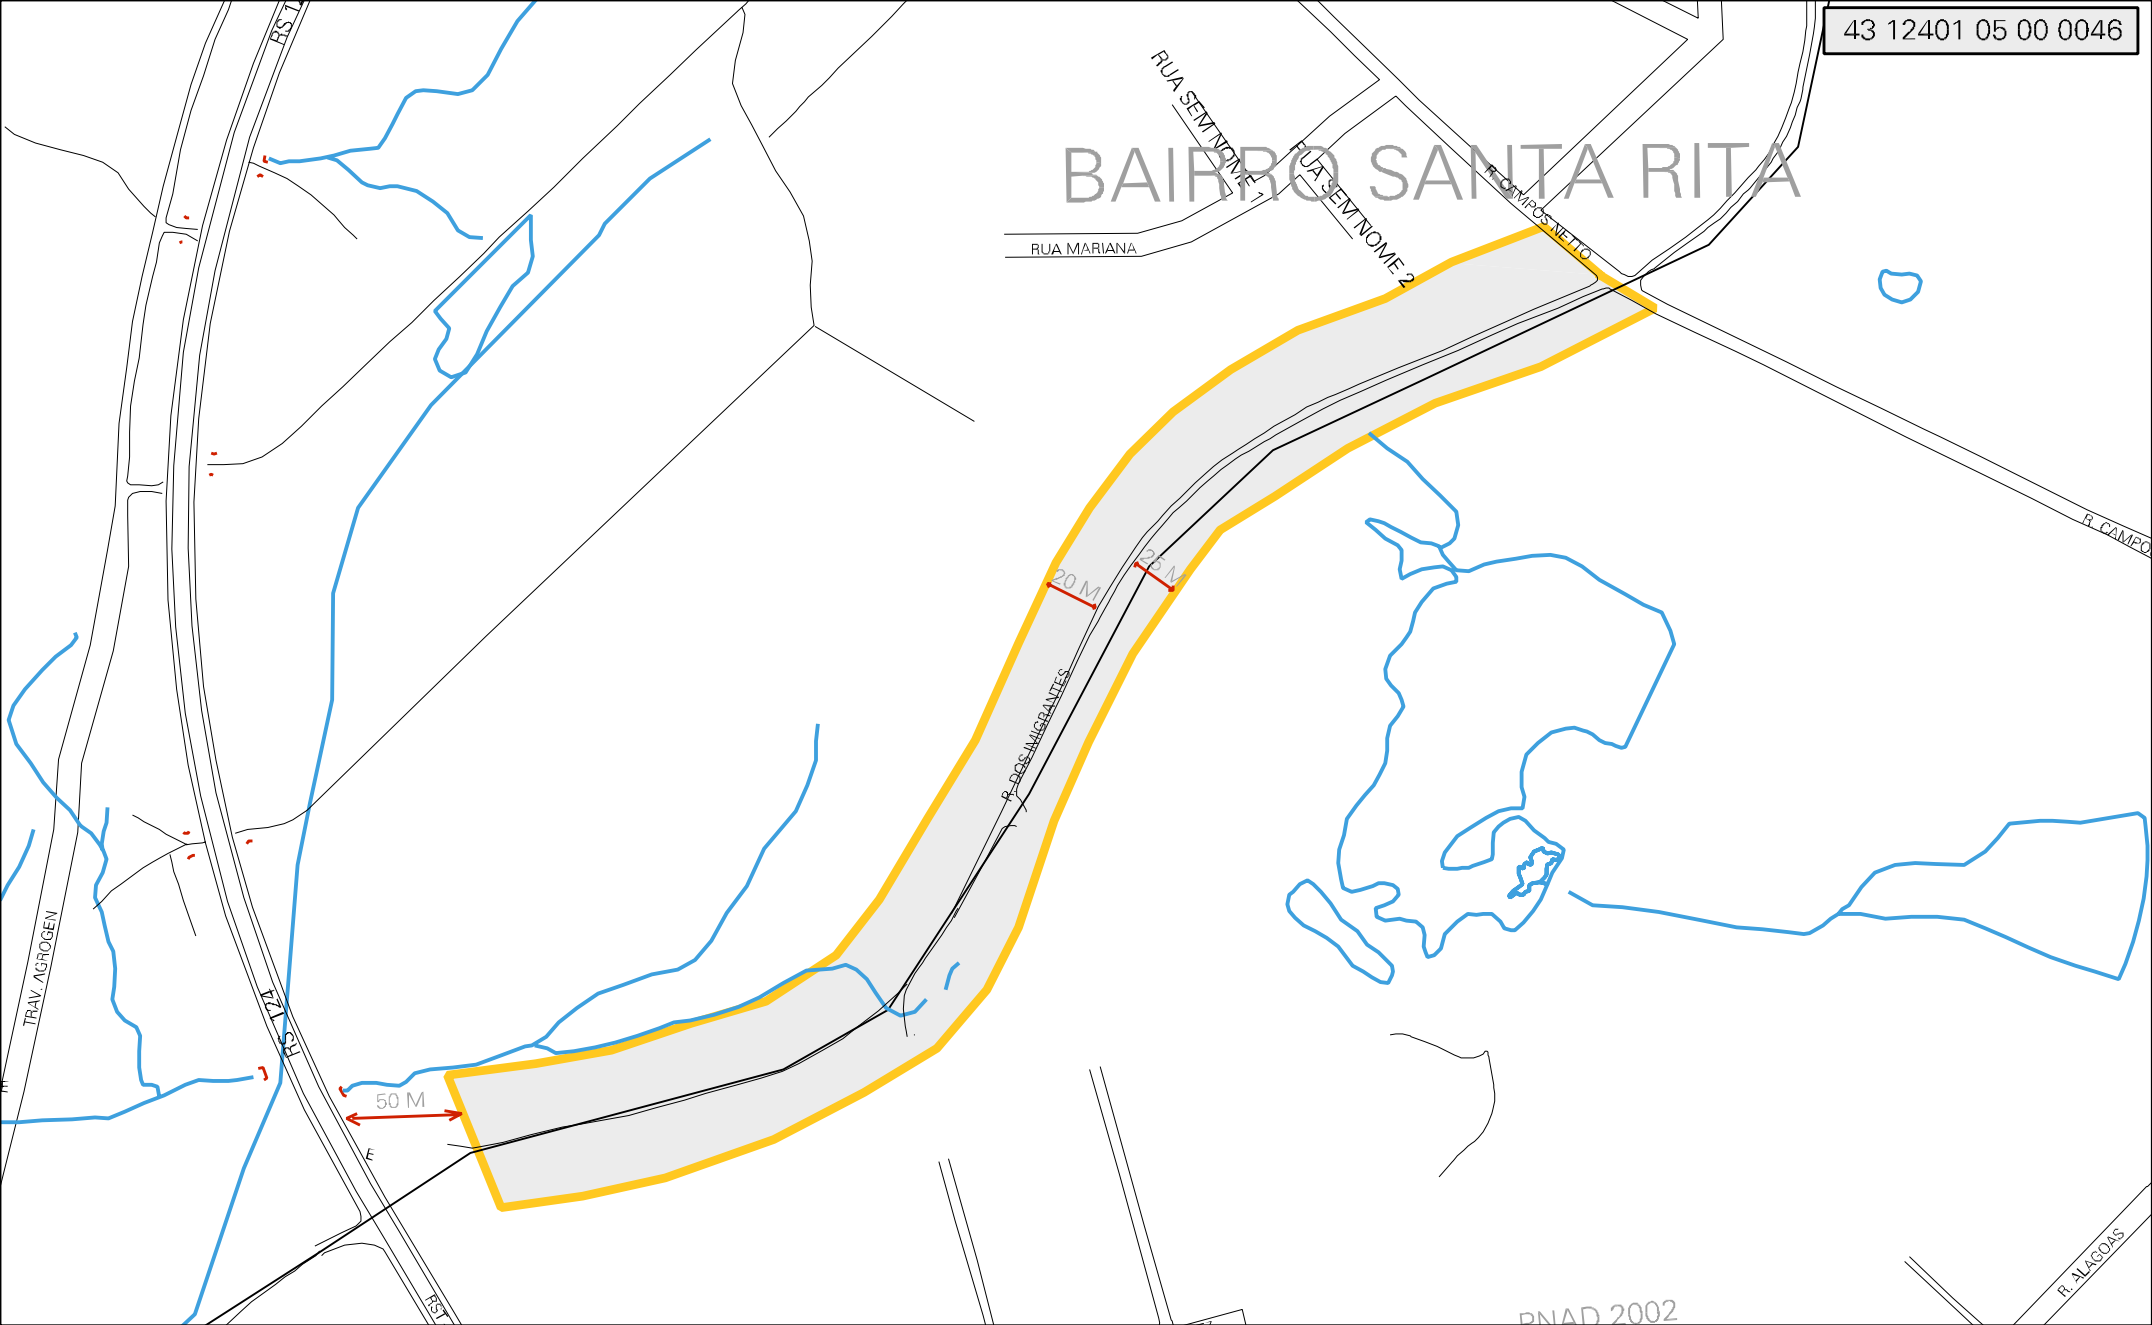 RS 12
43 12401 05 00 0046
RUA SEM NOME 1
RUA SEM NOME 2
BAIRRO SANTA RITA
R. CAMPOS NETTO
RUA MARIANA
R. CAMPO
20 M
25 M
R. DOS IMIGRANTES
TRAV. AGROGEN
RS 124
E
50 M
E
RST
R. ALAGOAS
PNAD 2002